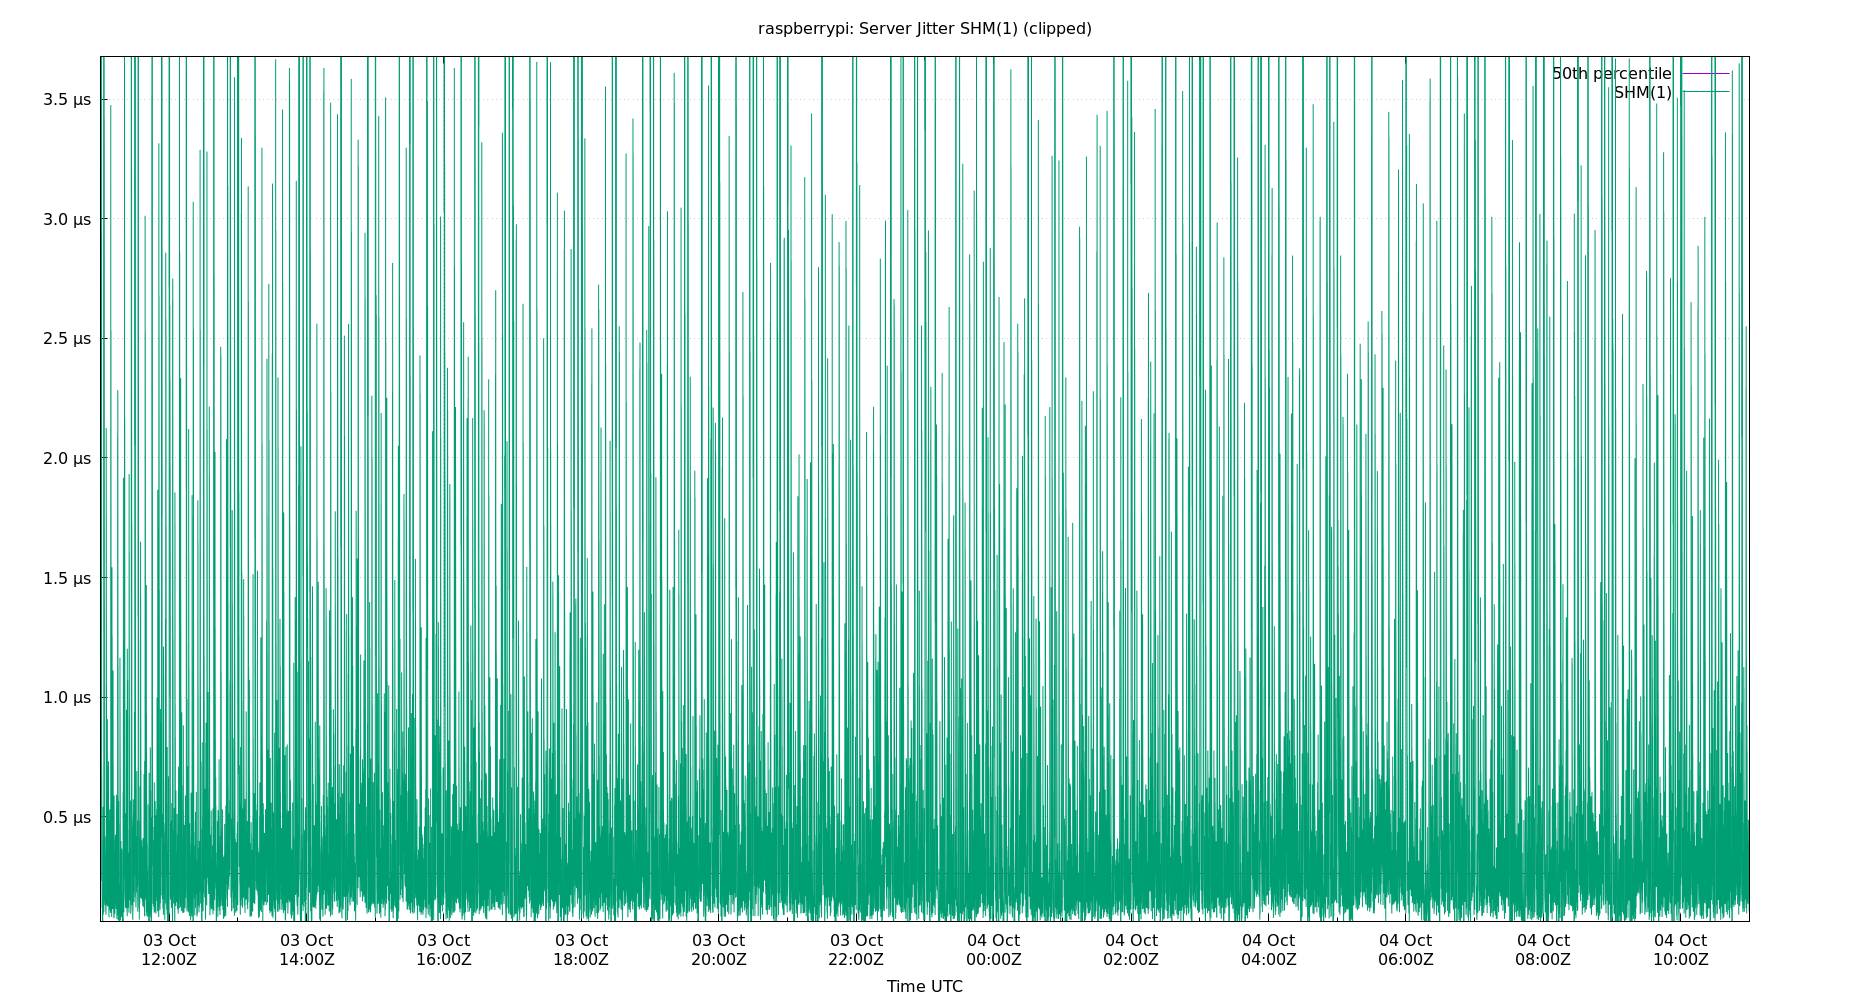 raspberrypi: Server Jitter SHM(1) (clipped)
50th percentile
SHM(1)
3.5 µs
3.0 µs
2.5 µs
2.0 µs
1.5 µs
1.0 µs
0.5 µs
03 Oct 03 Oct 03 Oct 03 Oct 03 Oct 03 Oct 04 Oct 04 Oct 04 Oct 04 Oct 04 Oct 04 Oct
12:00Z 14:00Z 16:00Z 18:00Z 20:00Z 22:00Z 00:00Z 02:00Z 04:00Z 06:00Z 08:00Z 10:00Z
Time UTC